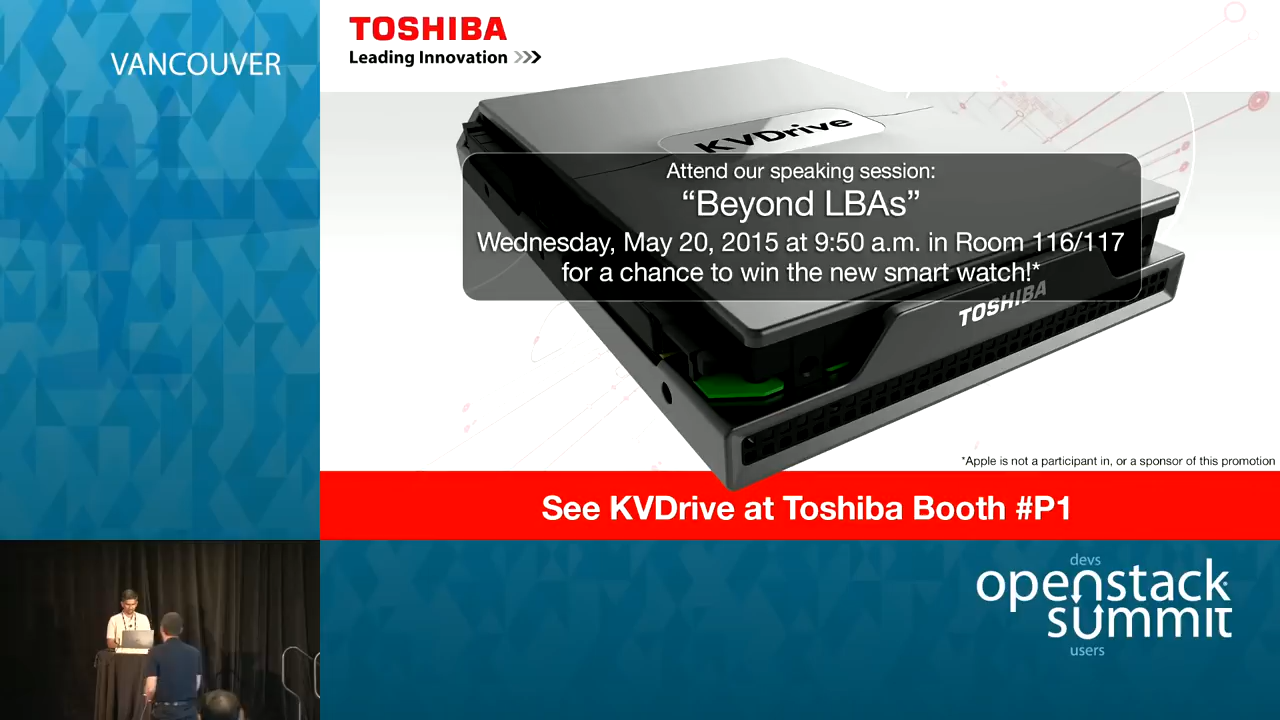 VANCOUVER
TOSHIBA
Leading Innovation >>>
KVDrive
Attend our speaking session:
“Beyond LBAs”
Wednesday, May 20, 2015 at 9:50 a.m. in Room 116/117
for a chance to win the new smart watch!*
TOSHIBA
*Apple is not a participant in, or a sponsor of this promotion
See KVDrive at Toshiba Booth #P1
devs
openstack
summit
users